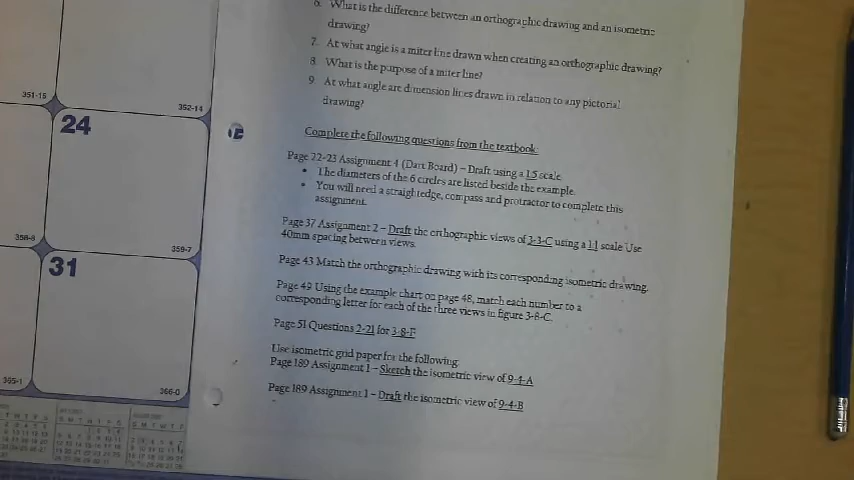 6. What is the difference between an orthographic drawing and an isometric
drawing?
7. At what angle is a miter line drawn when creating an orthographic drawing?
8. What is the purpose of a miter line?
9. At what angle are dimension lines drawn in relation to any pictorial
drawing?
Complete the following questions from the textbook:
Page 22-23 Assignment 4 (Dart Board) – Draft using a 1:5 scale.
• The diameters of the 6 circles are listed beside the example.
• You will need a straightedge, compass and protractor to complete this
assignment.
Page 37 Assignment 2 – Draft the orthographic views of 3-3-C using a 1:1 scale. Use
40mm spacing between views.
Page 43 Match the orthographic drawing with its corresponding isometric drawing.
Page 49 Using the example chart on page 48, match each number to a
corresponding letter for each of the three views in figure 3-8-C.
Page 51 Questions 2-21 for 3-8-F
Use isometric grid paper for the following:
Page 189 Assignment 1 – Sketch the isometric view of 9-4-A
Page 189 Assignment 1 – Draft the isometric view of 9-4-B
351-15
352-14
24
358-8
359-7
31
365-1
366-0